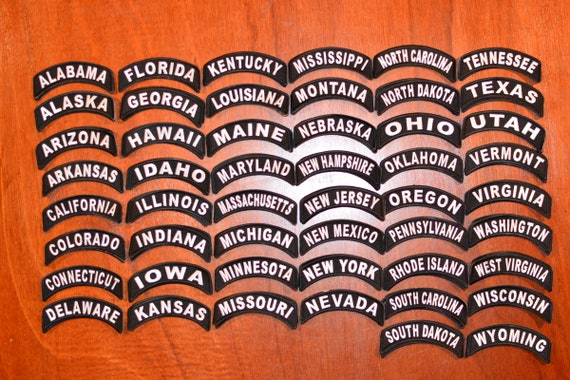 ALABAMA
ALASKA
ARIZONA
ARKANSAS
CALIFORNIA
COLORADO
CONNECTICUT
DELAWARE
FLORIDA
GEORGIA
HAWAII
IDAHO
ILLINOIS
INDIANA
IOWA
KANSAS
KENTUCKY
LOUISIANA
MAINE
MARYLAND
MASSACHUSETTS
MICHIGAN
MINNESOTA
MISSOURI
MISSISSIPPI
MONTANA
NEBRASKA
NEW HAMPSHIRE
NEW JERSEY
NEW MEXICO
NEW YORK
NEVADA
NORTH CAROLINA
NORTH DAKOTA
OHIO
OKLAHOMA
OREGON
PENNSYLVANIA
RHODE ISLAND
SOUTH CAROLINA
SOUTH DAKOTA
TENNESSEE
TEXAS
UTAH
VERMONT
VIRGINIA
WASHINGTON
WEST VIRGINIA
WISCONSIN
WYOMING